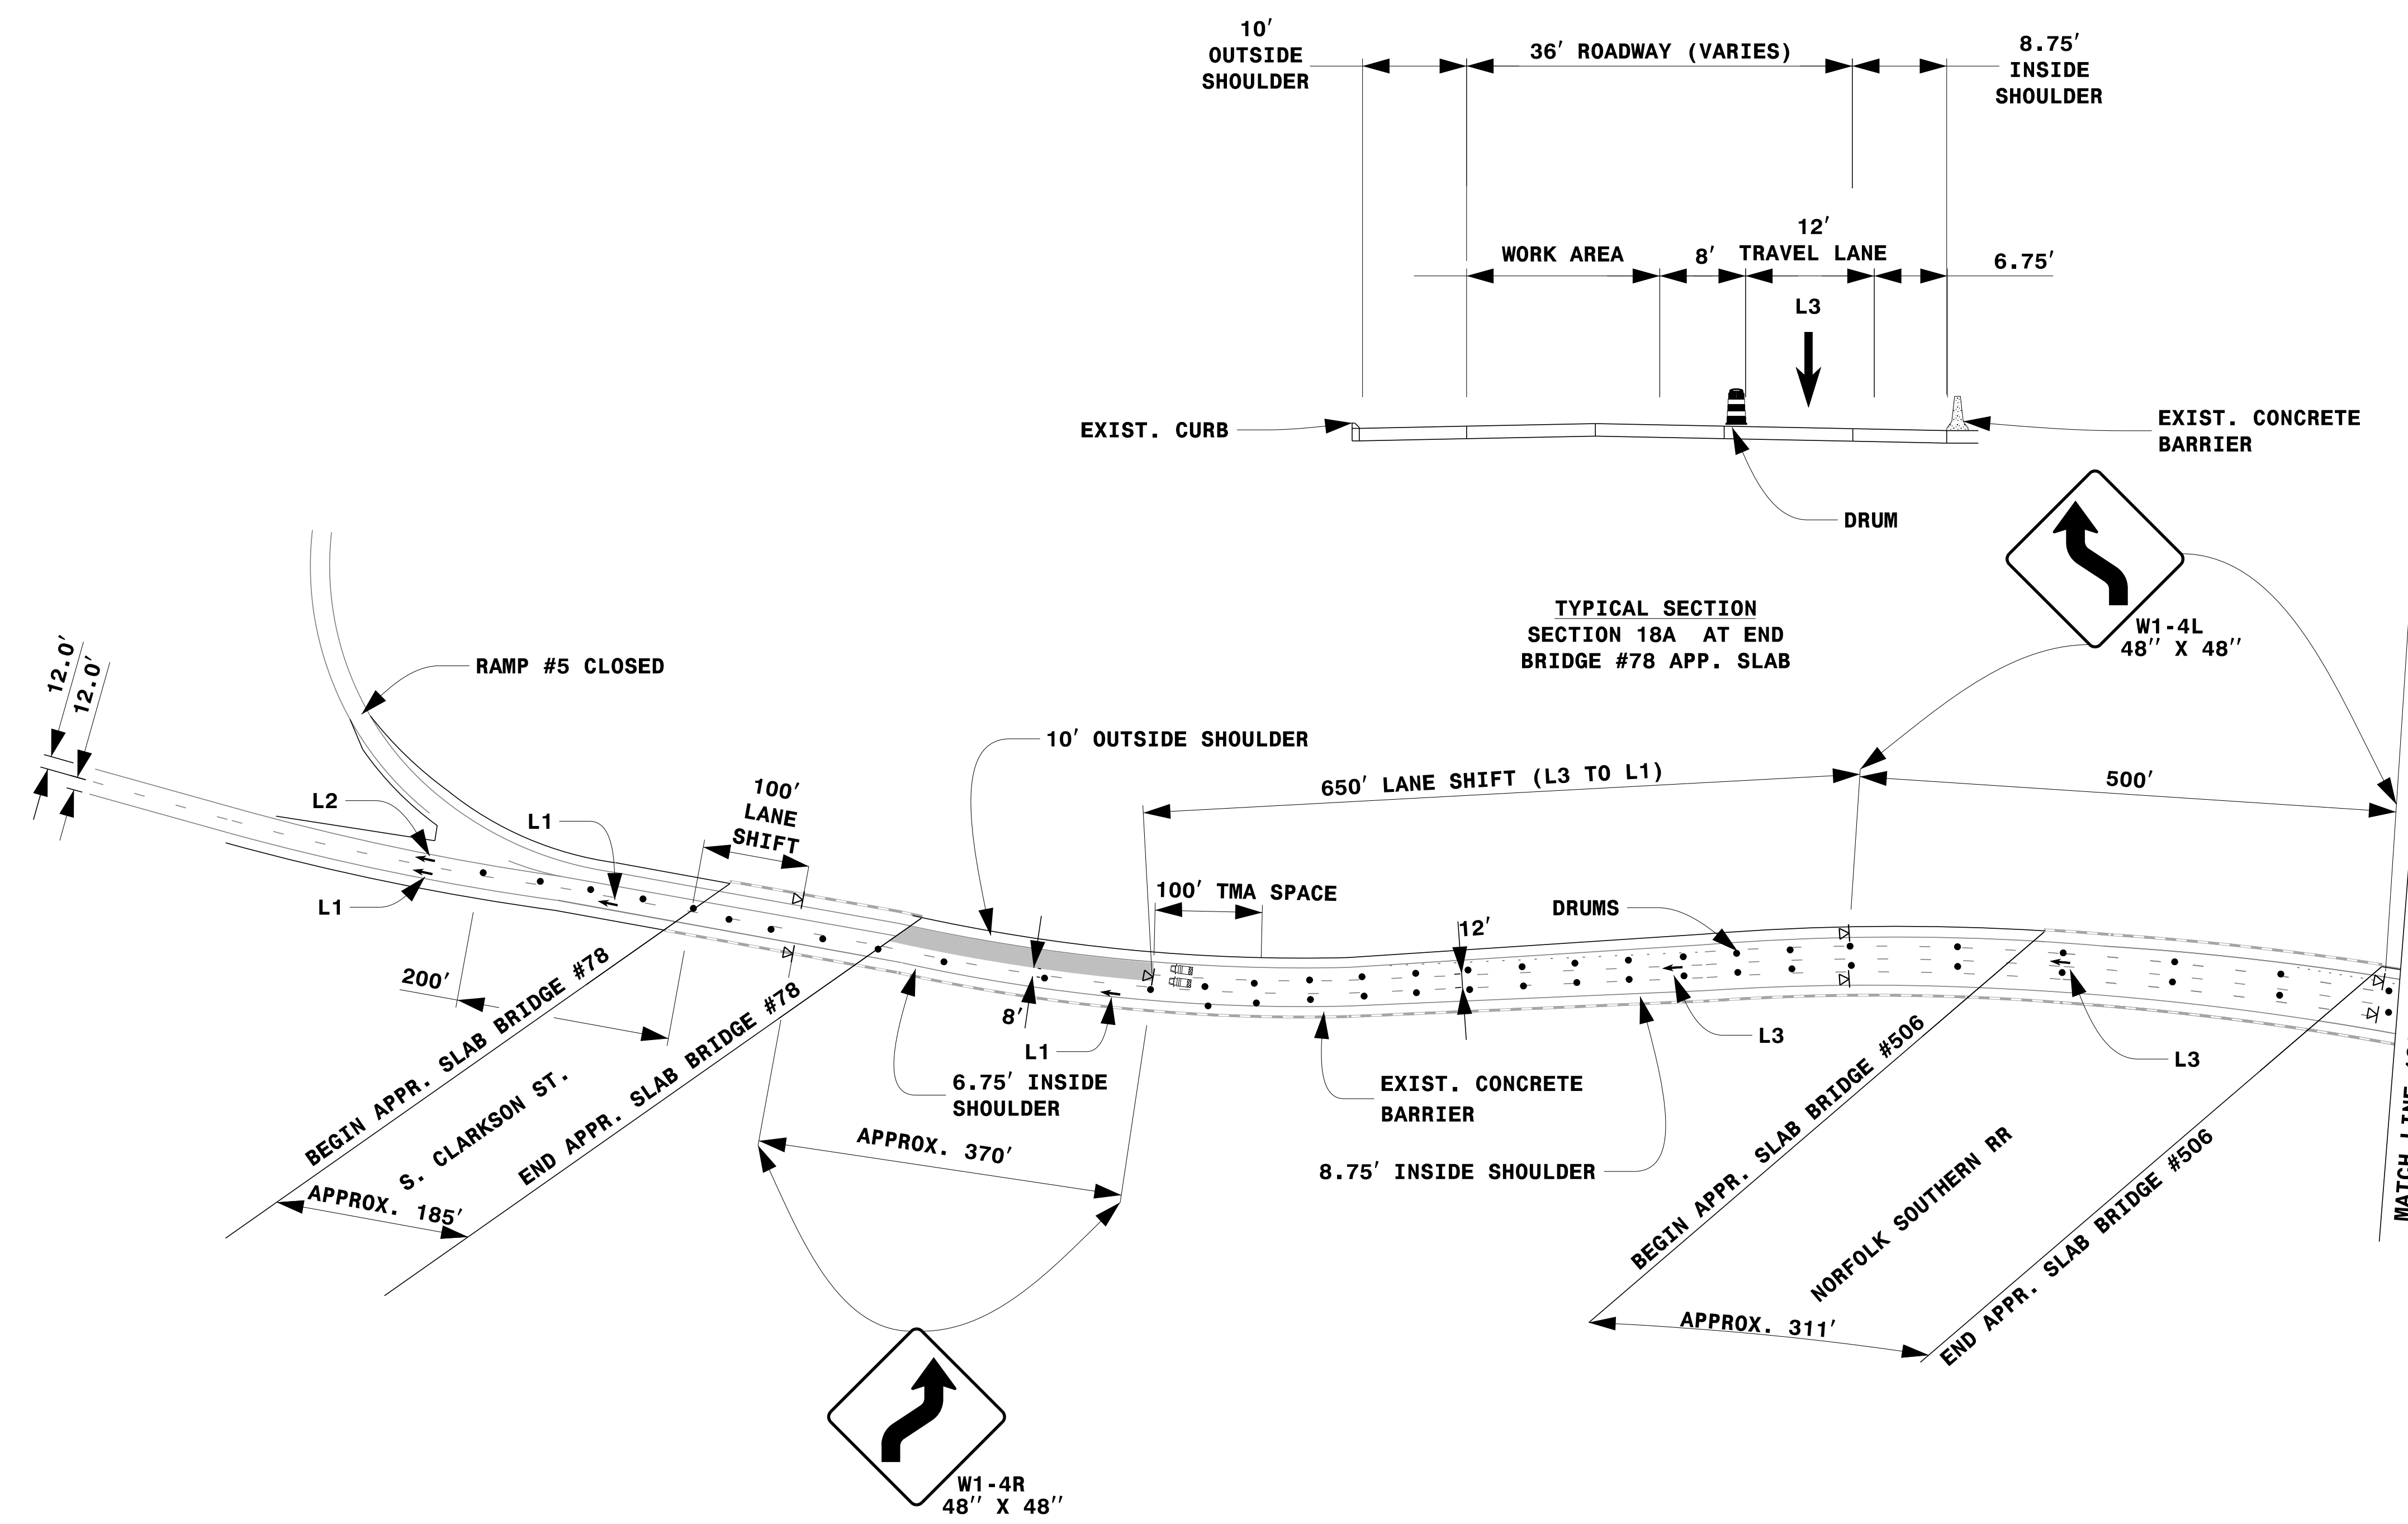 10′
OUTSIDE
SHOULDER
36′ ROADWAY (VARIES)
8.75′
INSIDE
SHOULDER
WORK AREA
8′
12′
TRAVEL LANE
6.75′
L3
EXIST. CURB
EXIST. CONCRETE
BARRIER
DRUM
TYPICAL SECTION
SECTION 18A AT END
BRIDGE #78 APP. SLAB
W1-4L
48″ X 48″
12.0′
12.0′
RAMP #5 CLOSED
10′ OUTSIDE SHOULDER
650′ LANE SHIFT (L3 TO L1)
500′
L2
L1
100′
LANE
SHIFT
L1
100′ TMA SPACE
DRUMS
12′
200′
8′
L1
L3
L3
6.75′ INSIDE
SHOULDER
EXIST. CONCRETE
BARRIER
8.75′ INSIDE SHOULDER
BEGIN APPR. SLAB BRIDGE #78
S. CLARKSON ST.
END APPR. SLAB BRIDGE #78
APPROX. 185′
APPROX. 370′
BEGIN APPR. SLAB BRIDGE #506
NORFOLK SOUTHERN RR
END APPR. SLAB BRIDGE #506
APPROX. 311′
MATCH LINE
W1-4R
48″ X 48″